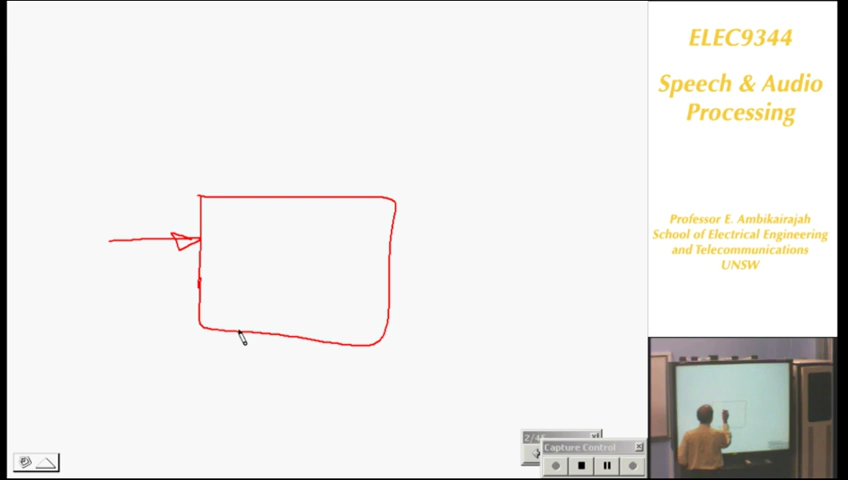 ELEC9344
Speech & Audio
Processing
Professor E. Ambikairajah
School of Electrical Engineering
and Telecommunications
UNSW
Capture Control